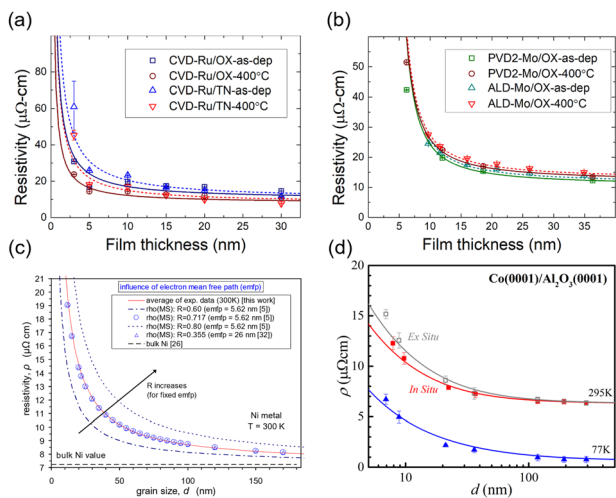 (a)
CVD-Ru/OX-as-dep
CVD-Ru/OX-400°C
CVD-Ru/TN-as-dep
CVD-Ru/TN-400°C
Resistivity (μΩ-cm)
80
60
40
20
0
0 5 10 15 20 25 30
Film thickness (nm)
(b)
PVD2-Mo/OX-as-dep
PVD2-Mo/OX-400°C
ALD-Mo/OX-as-dep
ALD-Mo/OX-400°C
Resistivity (μΩ-cm)
60
50
40
30
20
10
0
0 5 10 15 20 25 30 35 40
Film thickness (nm)
(c)
influence of electron mean free path (emfp)
average of exp. data (300K) [this work]
rho(MS): R=0.60 (emfp = 5.62 nm [5]
rho(MS): R=0.717 (emfp = 5.62 nm [5]
rho(MS): R=0.80 (emfp = 5.62 nm [5]
rho(MS): R=0.355 (emfp = 26 nm [32])
bulk Ni [26]
R increases
(for fixed emfp)
Ni metal
T = 300 K
bulk Ni value
resistivity, ρ (μΩcm)
21
20
19
18
17
16
15
14
13
12
11
10
9
8
7
0 50 100 150
grain size, d (nm)
(d)
Co(0001)/Al2O3(0001)
Ex Situ
In Situ
295K
77K
ρ (μΩcm)
20
15
10
5
0
10 100
d (nm)